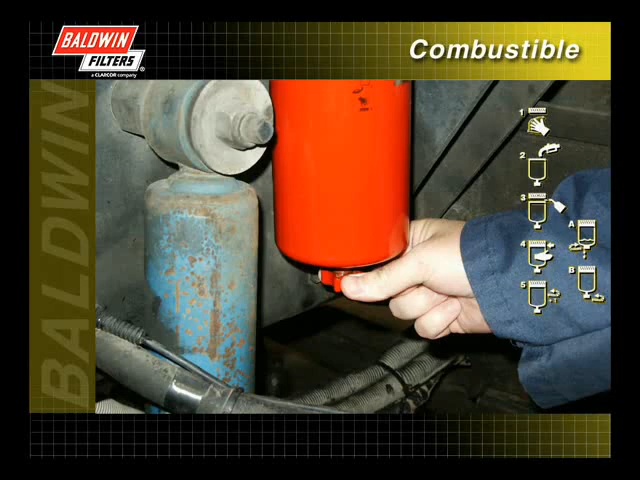 BALDWIN
FILTERS®
a CLARCOR company
Combustible
BALDWIN
1
2
3
4
5
A
B